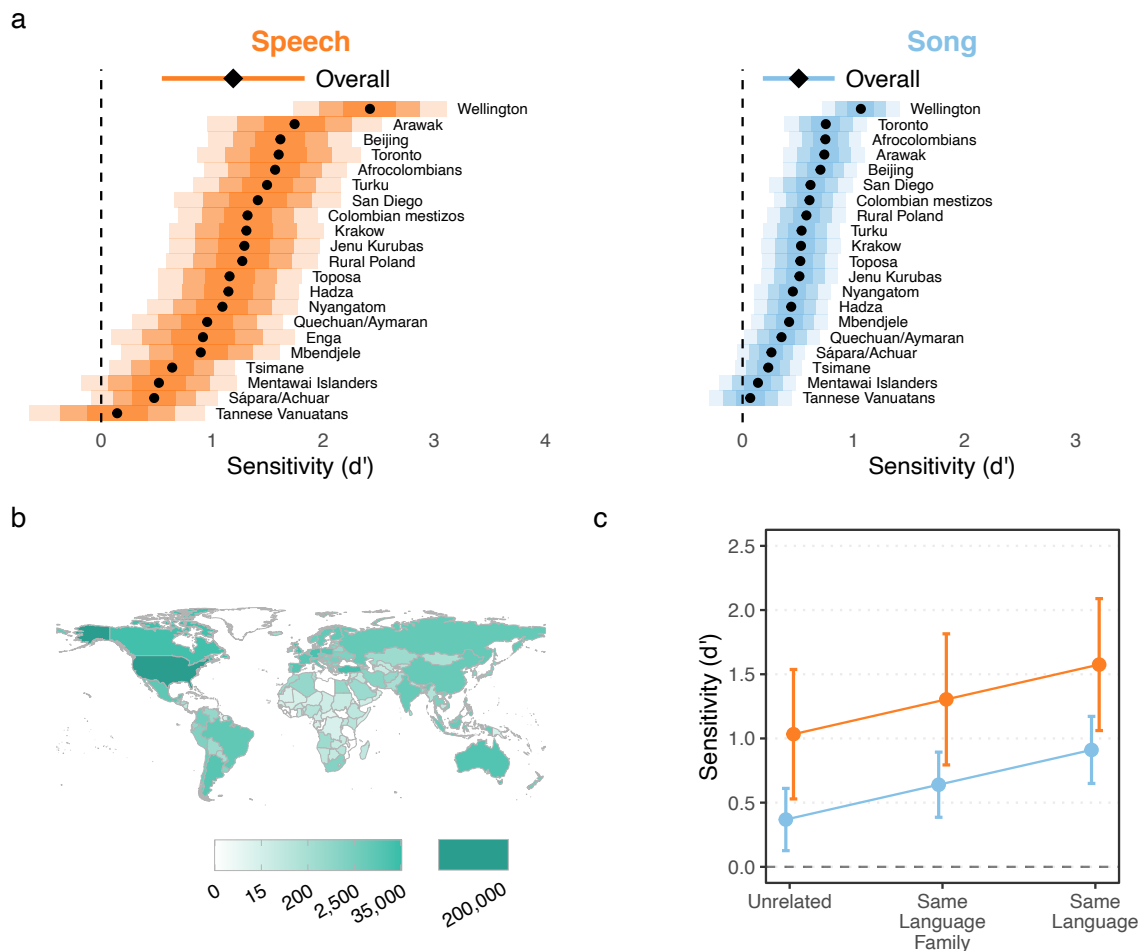 a
Speech
Overall
Wellington
Arawak
Beijing
Toronto
Afrocolombians
Turku
San Diego
Colombian mestizos
Krakow
Jenu Kurubas
Rural Poland
Toposa
Hadza
Nyangatom
Quechuan/Aymaran
Enga
Mbendjele
Tsimane
Mentawai Islanders
Sápara/Achuar
Tannese Vanuatans
0 1 2 3 4
Sensitivity (d')
Song
Overall
Wellington
Toronto
Afrocolombians
Arawak
Beijing
San Diego
Colombian mestizos
Rural Poland
Turku
Krakow
Toposa
Jenu Kurubas
Nyangatom
Hadza
Mbendjele
Quechuan/Aymaran
Sápara/Achuar
Tsimane
Mentawai Islanders
Tannese Vanuatans
0 1 2 3
Sensitivity (d')
b
0 15 200 2,500 35,000 200,000
c
Sensitivity (d')
2.5
2.0
1.5
1.0
0.5
0.0
Unrelated
Same
Language
Family
Same
Language